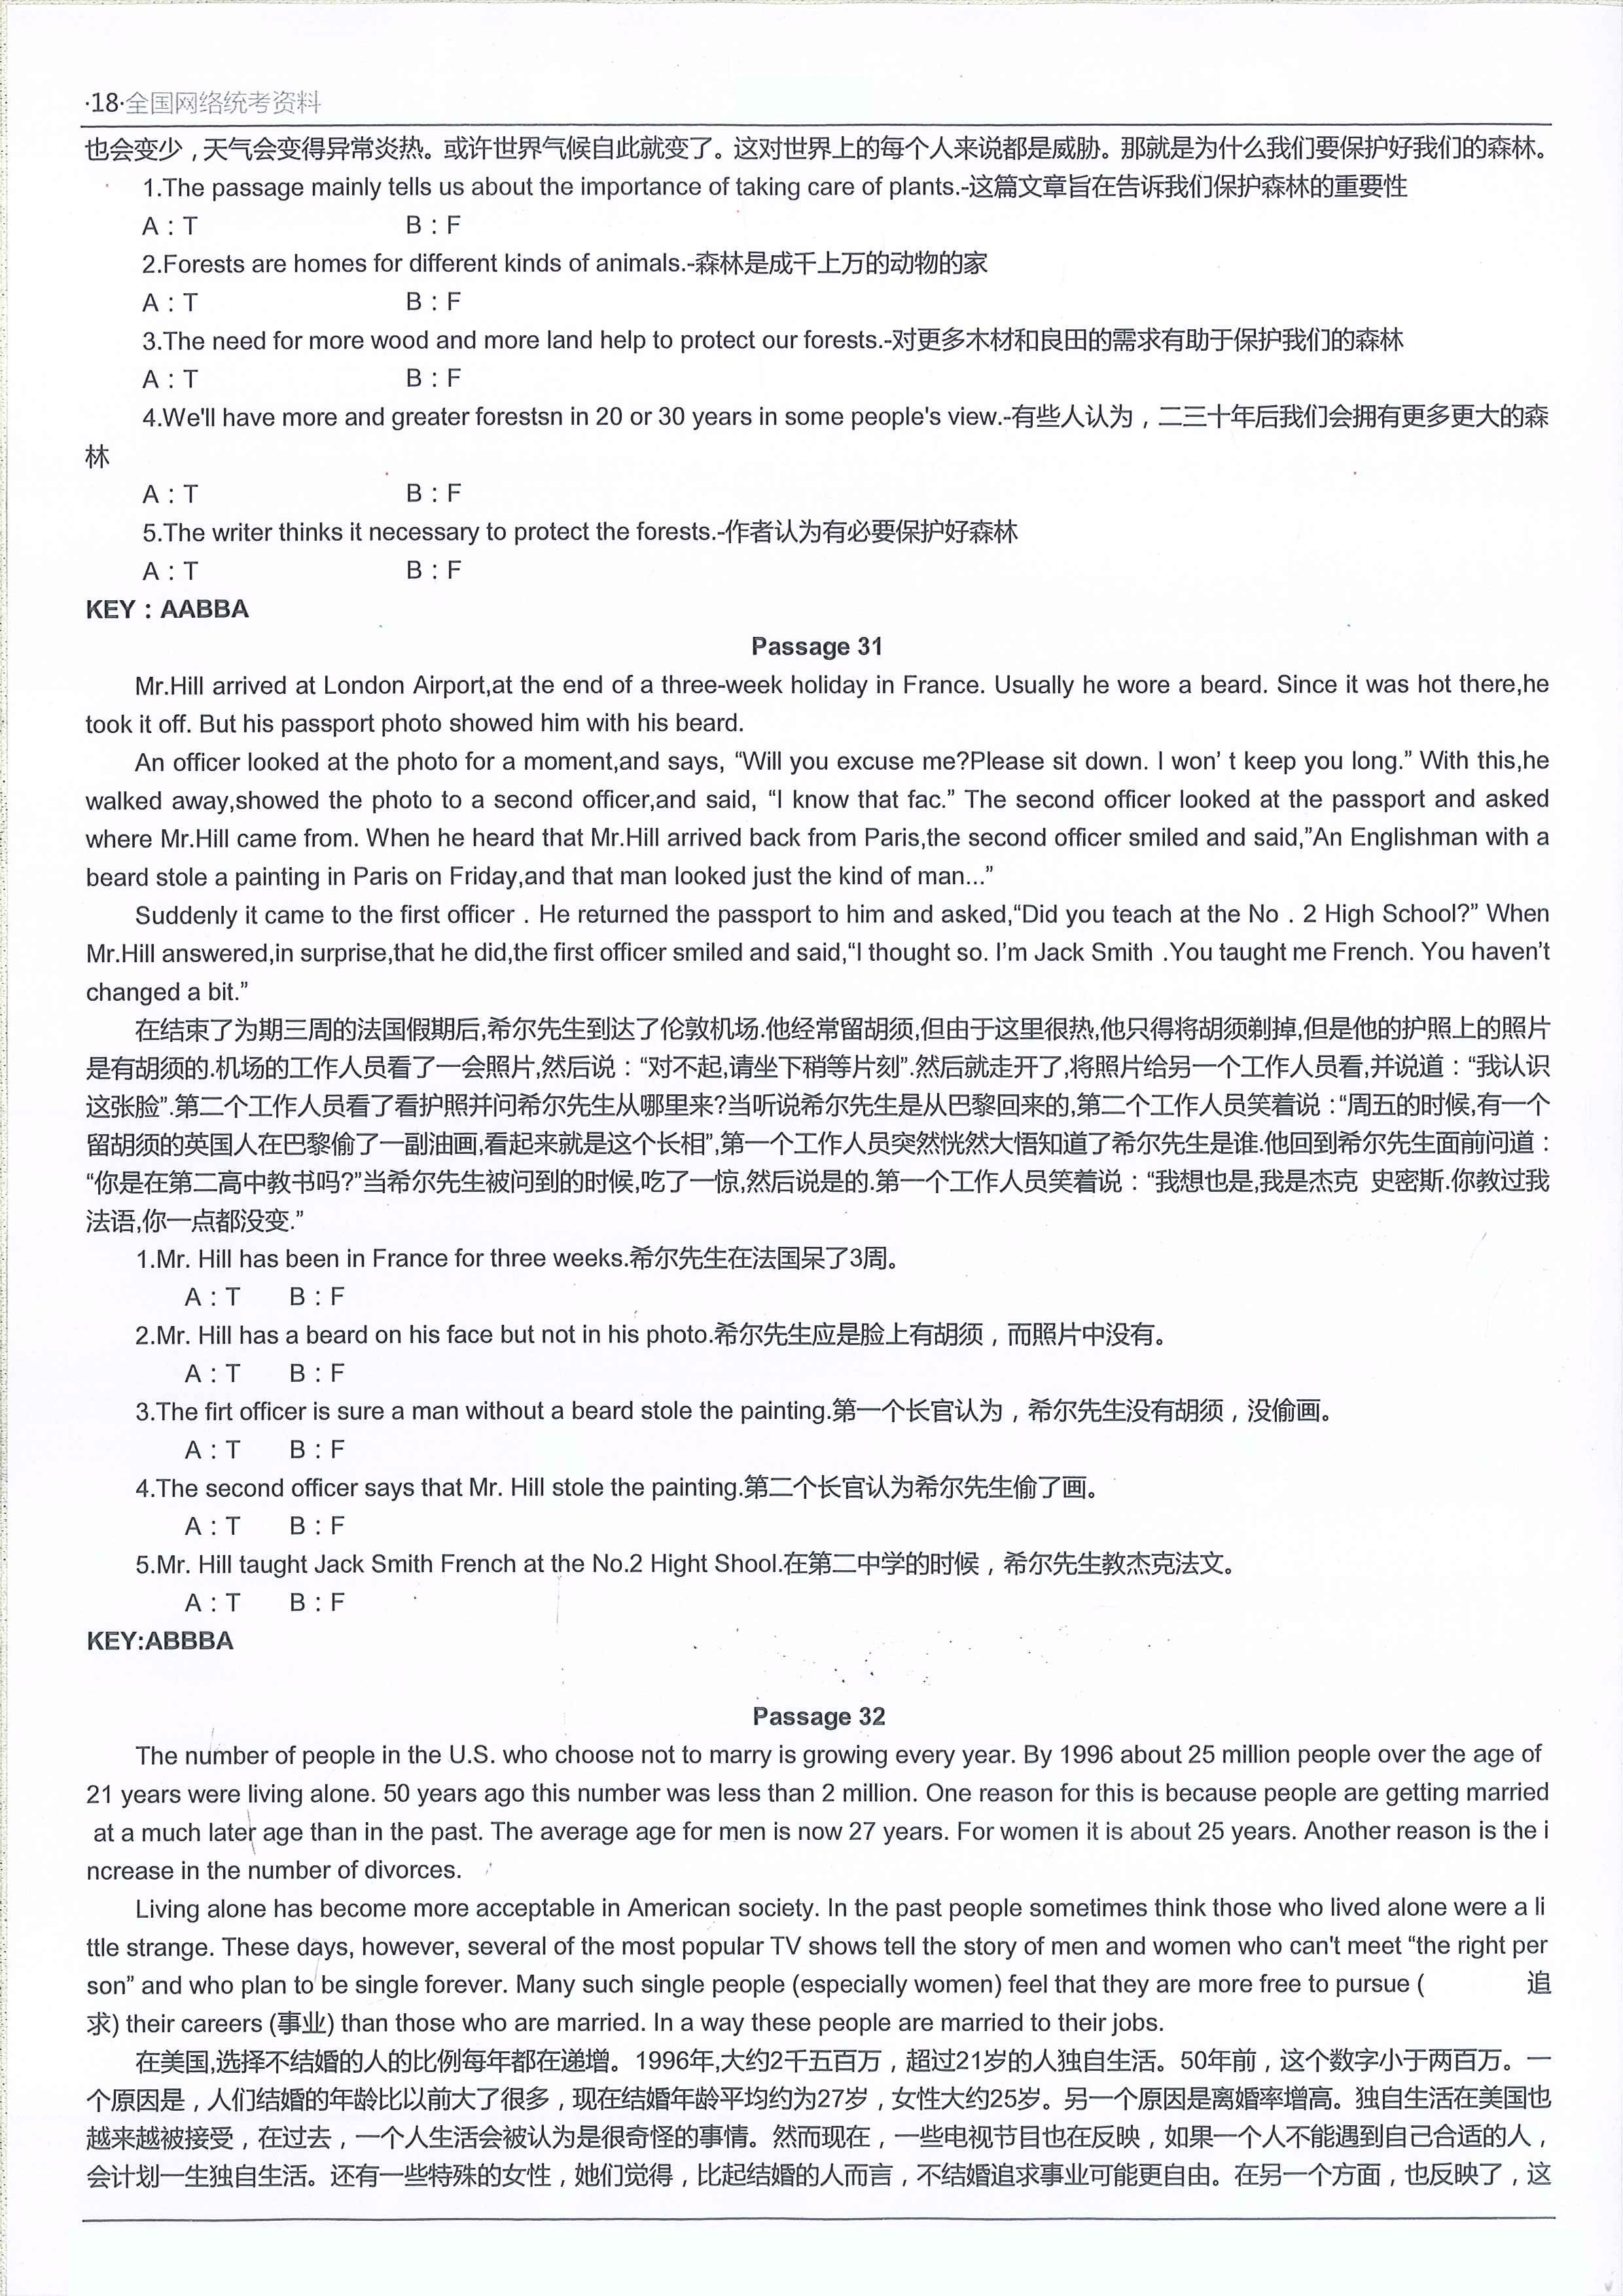 ·18·全国网络统考资料
也会变少，天气会变得异常炎热。或许世界气候自此就变了。这对世界上的每个人来说都是威胁。那就是为什么我们要保护好我们的森林。
1.The passage mainly tells us about the importance of taking care of plants.-这篇文章旨在告诉我们保护森林的重要性
A：T B：F
2.Forests are homes for different kinds of animals.-森林是成千上万的动物的家
A：T B：F
3.The need for more wood and more land help to protect our forests.-对更多木材和良田的需求有助于保护我们的森林
A：T B：F
4.We'll have more and greater forestsn in 20 or 30 years in some people's view.-有些人认为，二三十年后我们会拥有更多更大的森
林
A：T B：F
5.The writer thinks it necessary to protect the forests.-作者认为有必要保护好森林
A：T B：F
KEY：AABBA
Passage 31
Mr.Hill arrived at London Airport,at the end of a three-week holiday in France. Usually he wore a beard. Since it was hot there,he
took it off. But his passport photo showed him with his beard.
An officer looked at the photo for a moment,and says, “Will you excuse me?Please sit down. I won’ t keep you long.” With this,he
walked away,showed the photo to a second officer,and said, “I know that fac.” The second officer looked at the passport and asked
where Mr.Hill came from. When he heard that Mr.Hill arrived back from Paris,the second officer smiled and said,”An Englishman with a
beard stole a painting in Paris on Friday,and that man looked just the kind of man...”
Suddenly it came to the first officer . He returned the passport to him and asked,“Did you teach at the No . 2 High School?” When
Mr.Hill answered,in surprise,that he did,the first officer smiled and said,“I thought so. I’m Jack Smith .You taught me French. You haven’t
changed a bit.”
在结束了为期三周的法国假期后,希尔先生到达了伦敦机场.他经常留胡须,但由于这里很热,他只得将胡须剃掉,但是他的护照上的照片
是有胡须的.机场的工作人员看了一会照片,然后说：“对不起,请坐下稍等片刻”.然后就走开了,将照片给另一个工作人员看,并说道：“我认识
这张脸”.第二个工作人员看了看护照并问希尔先生从哪里来?当听说希尔先生是从巴黎回来的,第二个工作人员笑着说：“周五的时候,有一个
留胡须的英国人在巴黎偷了一副油画,看起来就是这个长相”,第一个工作人员突然恍然大悟知道了希尔先生是谁.他回到希尔先生面前问道：
“你是在第二高中教书吗?”当希尔先生被问到的时候,吃了一惊,然后说是的.第一个工作人员笑着说：“我想也是,我是杰克 史密斯.你教过我
法语,你一点都没变.”
1.Mr. Hill has been in France for three weeks.希尔先生在法国呆了3周。
A：T B：F
2.Mr. Hill has a beard on his face but not in his photo.希尔先生应是脸上有胡须，而照片中没有。
A：T B：F
3.The firt officer is sure a man without a beard stole the painting.第一个长官认为，希尔先生没有胡须，没偷画。
A：T B：F
4.The second officer says that Mr. Hill stole the painting.第二个长官认为希尔先生偷了画。
A：T B：F
5.Mr. Hill taught Jack Smith French at the No.2 Hight Shool.在第二中学的时候，希尔先生教杰克法文。
A：T B：F
KEY:ABBBA
Passage 32
The number of people in the U.S. who choose not to marry is growing every year. By 1996 about 25 million people over the age of
21 years were living alone. 50 years ago this number was less than 2 million. One reason for this is because people are getting married
at a much later age than in the past. The average age for men is now 27 years. For women it is about 25 years. Another reason is the i
ncrease in the number of divorces.
Living alone has become more acceptable in American society. In the past people sometimes think those who lived alone were a li
ttle strange. These days, however, several of the most popular TV shows tell the story of men and women who can't meet “the right per
son” and who plan to be single forever. Many such single people (especially women) feel that they are more free to pursue ( 追
求) their careers (事业) than those who are married. In a way these people are married to their jobs.
在美国,选择不结婚的人的比例每年都在递增。1996年,大约2千五百万，超过21岁的人独自生活。50年前，这个数字小于两百万。一
个原因是，人们结婚的年龄比以前大了很多，现在结婚年龄平均约为27岁，女性大约25岁。另一个原因是离婚率增高。独自生活在美国也
越来越被接受，在过去，一个人生活会被认为是很奇怪的事情。然而现在，一些电视节目也在反映，如果一个人不能遇到自己合适的人，
会计划一生独自生活。还有一些特殊的女性，她们觉得，比起结婚的人而言，不结婚追求事业可能更自由。在另一个方面，也反映了，这